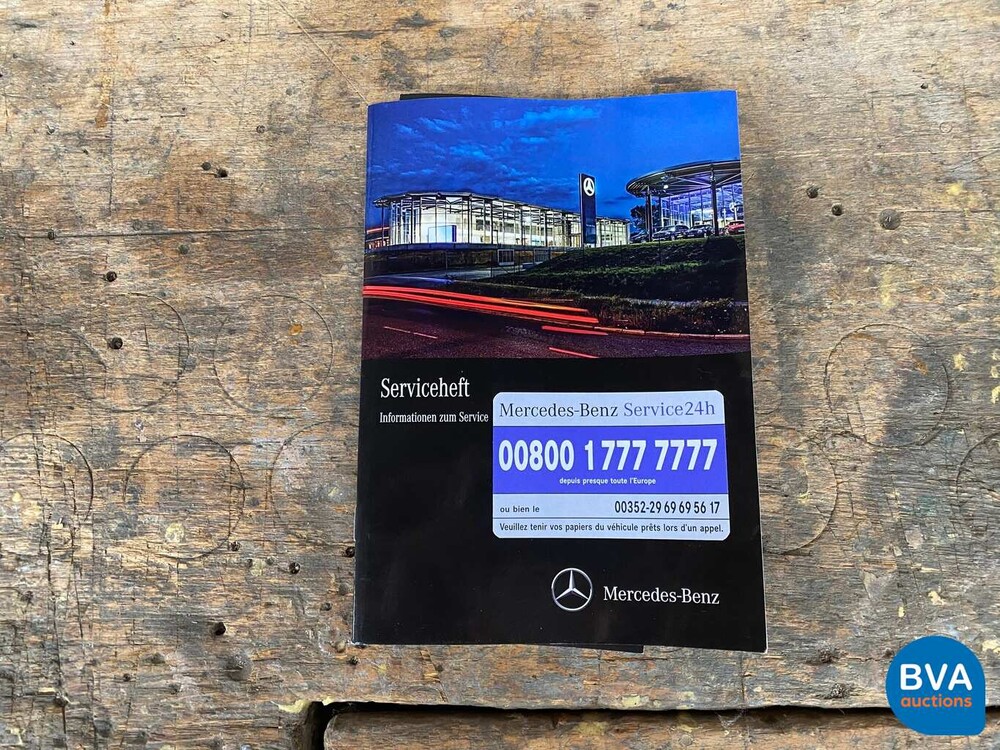 Serviceheft
Informationen zum Service
Mercedes-Benz Service24h
00800 1 777 7777
depuis presque toute l'Europe
ou bien le 00352-29 69 69 56 17
Veuillez tenir vos papiers du véhicule prêts lors d'un appel.
Mercedes-Benz
BVA
auctions